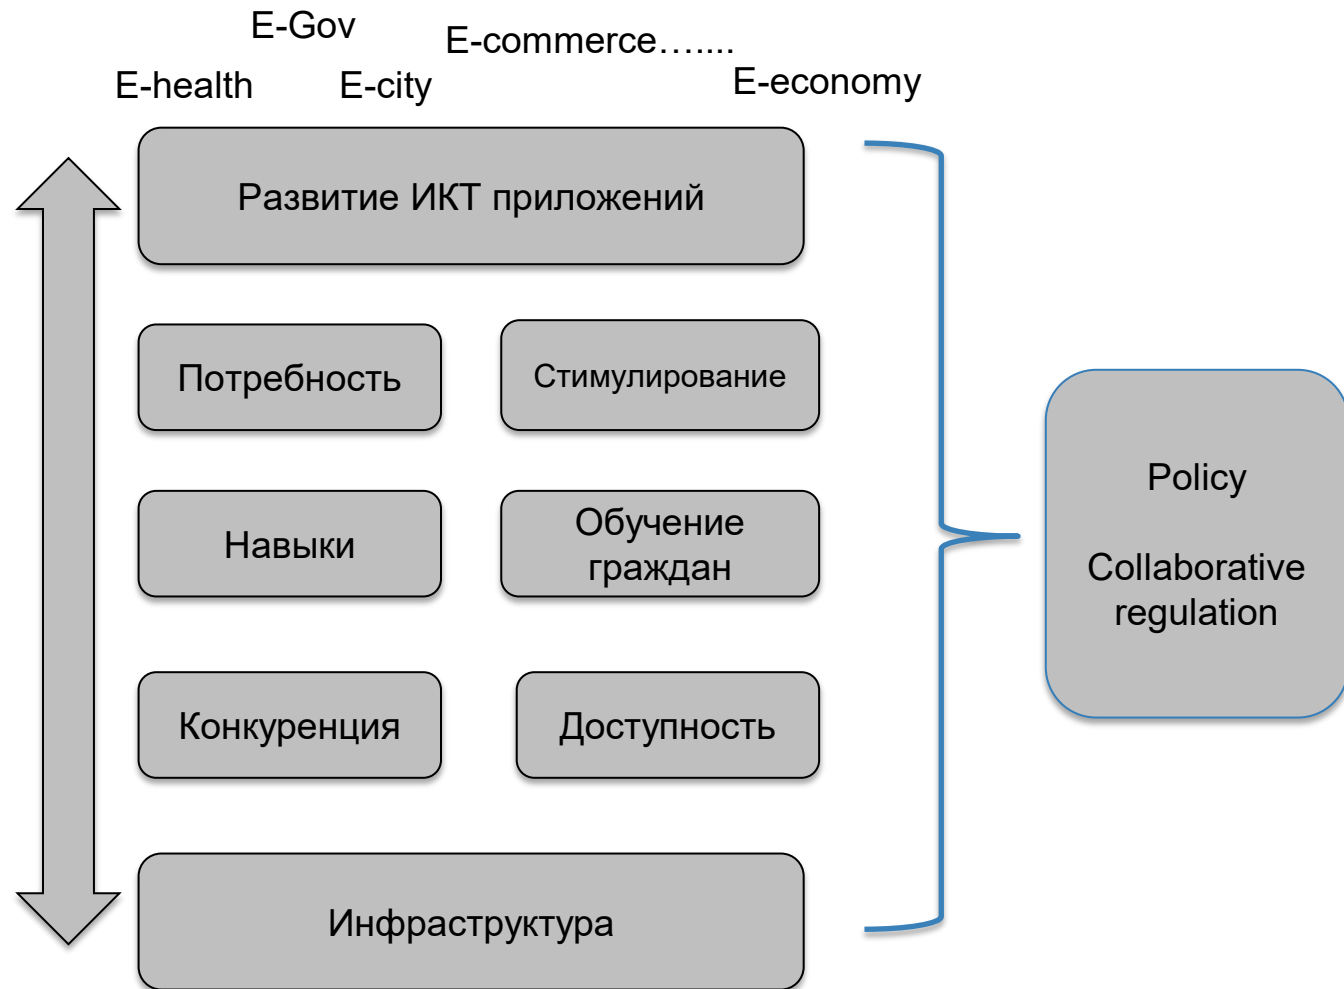 E-Gov
E-commerce…....
E-health
E-city
E-economy
Развитие ИКТ приложений
Потребность
Стимулирование
Навыки
Обучение
граждан
Конкуренция
Доступность
Инфраструктура
Policy
Collaborative
regulation